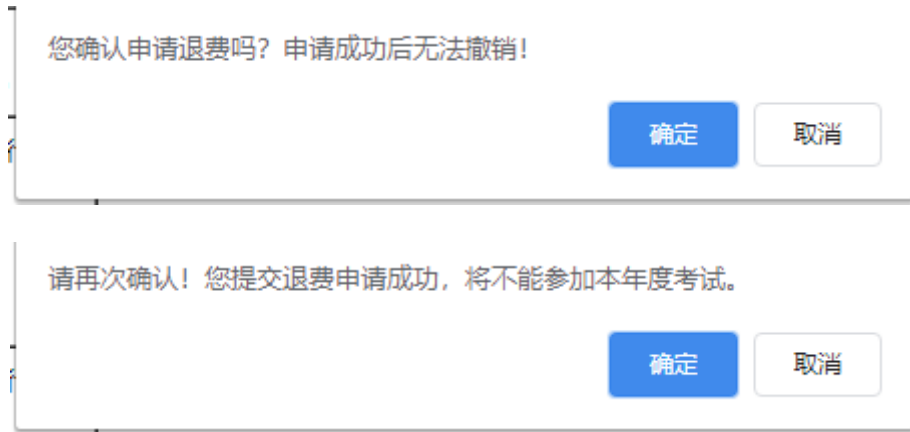 您确认申请退费吗？申请成功后无法撤销！
确定 取消
请再次确认！您提交退费申请成功，将不能参加本年度考试。
确定 取消